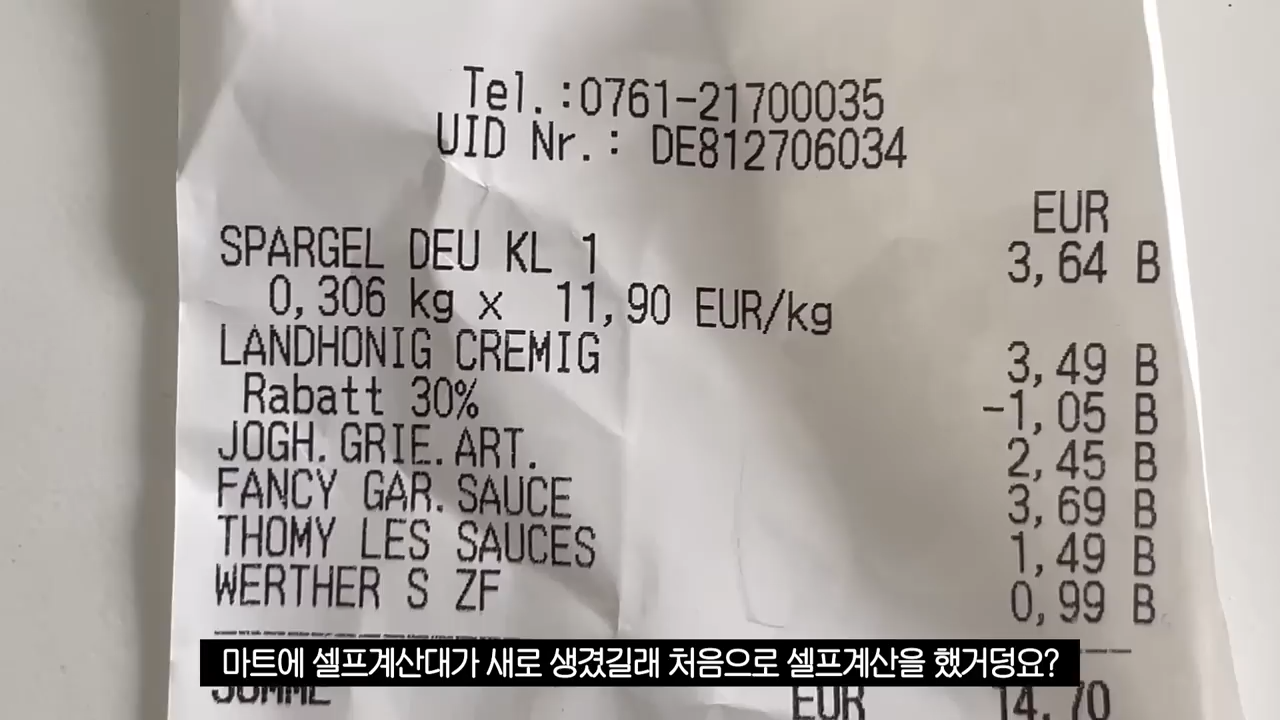 Tel.:0761-21700035
UID Nr.: DE812706034
EUR
SPARGEL DEU KL 1 3,64 B
0,306 kg x 11,90 EUR/kg
LANDHONIG CREMIG 3,49 B
Rabatt 30% -1,05 B
JOGH.GRIE.ART. 2,45 B
FANCY GAR.SAUCE 3,69 B
THOMY LES SAUCES 1,49 B
WERTHER S ZF 0,99 B
마트에 셀프계산대가 새로 생겼길래 처음으로 셀프계산을 했거덩요?
SUMME EUR 14,70